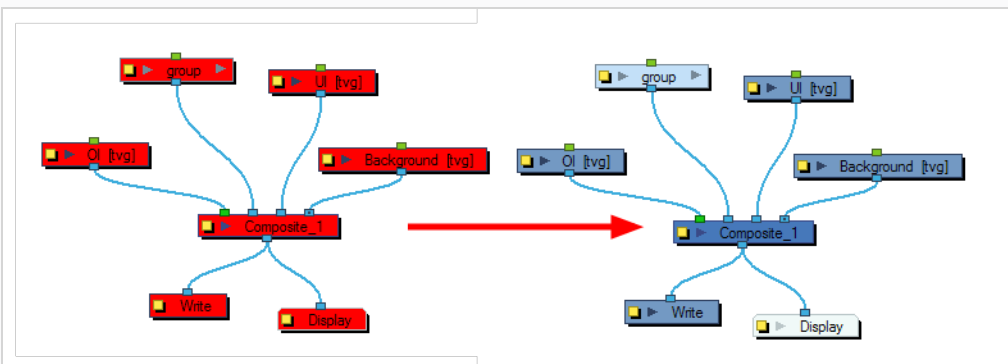 group
UI [tvg]
OI [tvg]
Background [tvg]
Composite_1
Write
Display
group
UI [tvg]
OI [tvg]
Background [tvg]
Composite_1
Write
Display